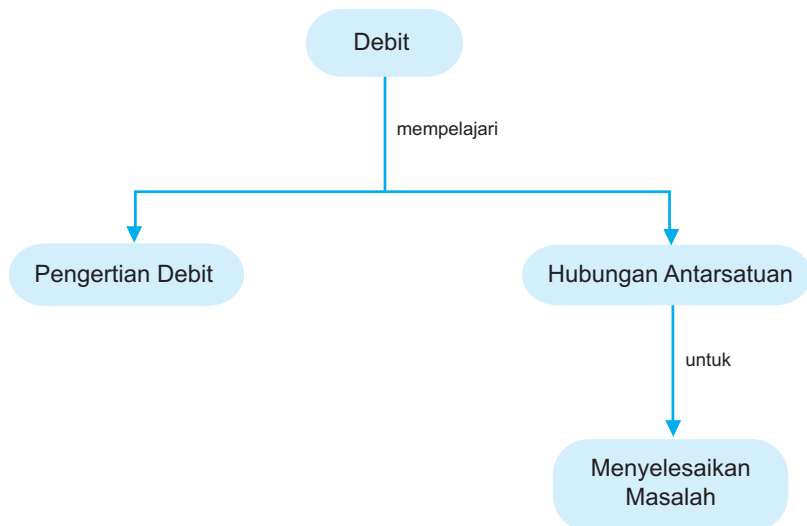 Debit
mempelajari
Pengertian Debit
Hubungan Antarsatuan
untuk
Menyelesaikan
Masalah